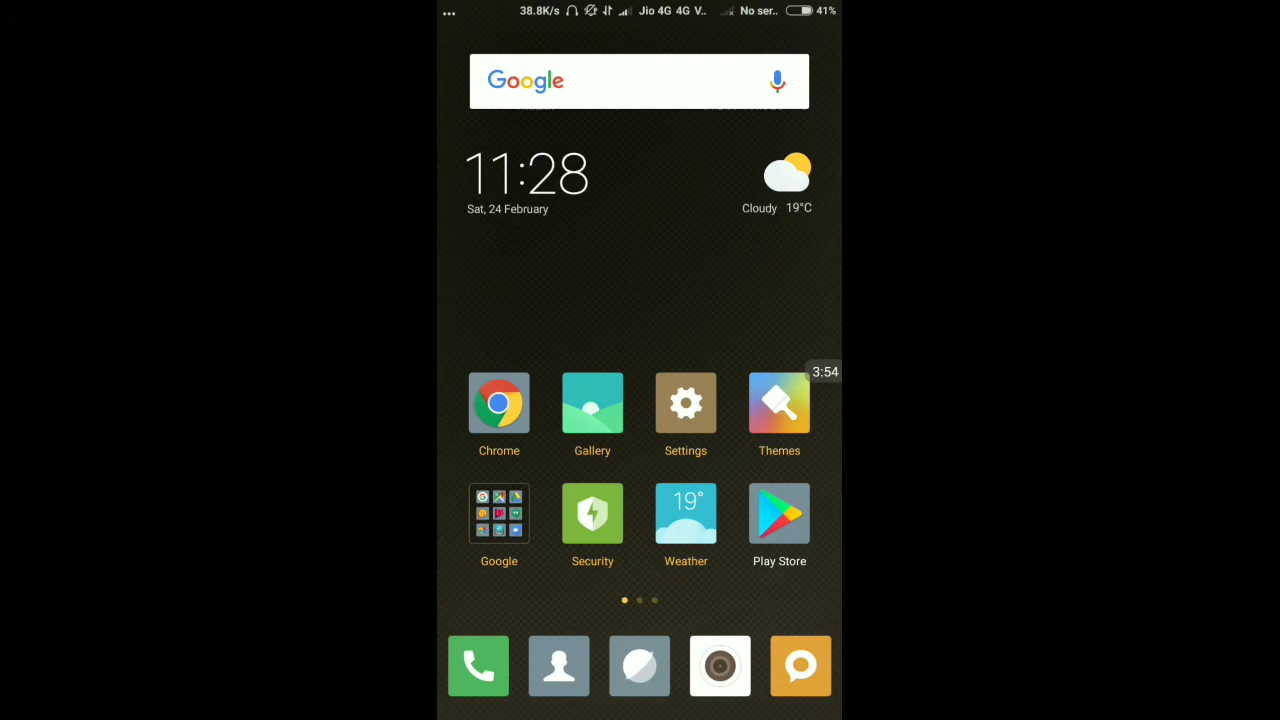 ... 38.8K/s Jio 4G 4G V.. No ser.. 41%
Google
11:28
Sat, 24 February
Cloudy 19°C
3:54
Chrome Gallery Settings Themes
19°
Google Security Weather Play Store